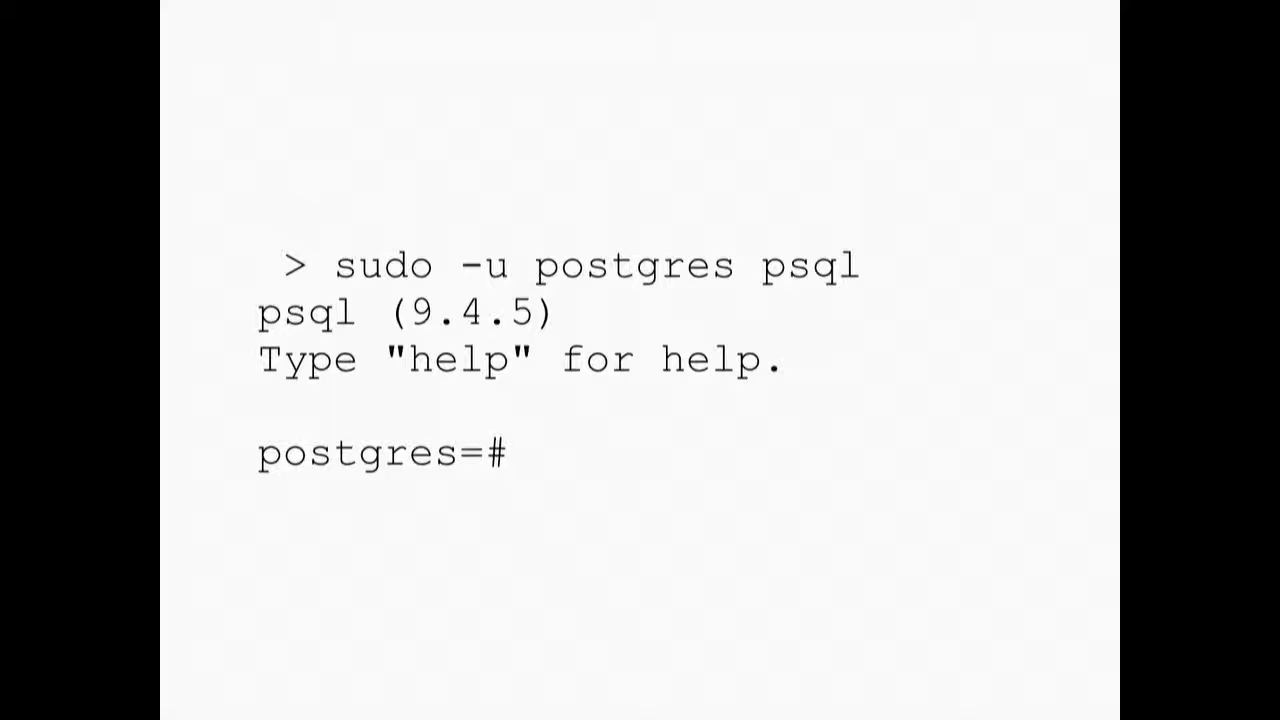 > sudo -u postgres psql
psql (9.4.5)
Type "help" for help.
postgres=#